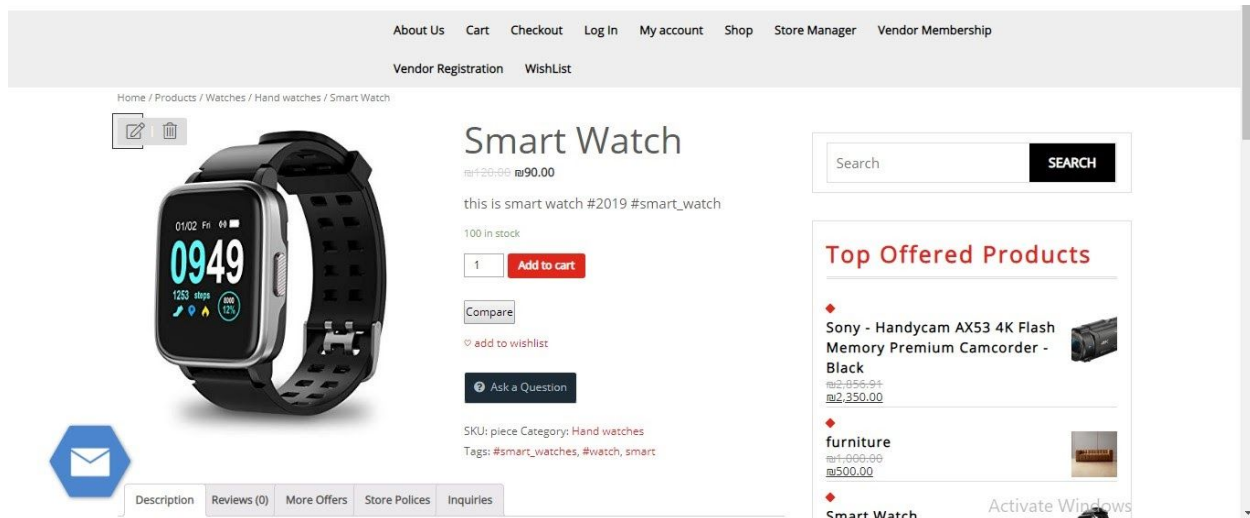 About Us Cart Checkout Log In My account Shop Store Manager Vendor Membership
Vendor Registration WishList
Home / Products / Watches / Hand watches / Smart Watch
01/02 Fri
0949
1253 steps
8000
12%
Smart Watch
₪120.00 ₪90.00
this is smart watch #2019 #smart_watch
100 in stock
1 Add to cart
Compare
♡ add to wishlist
Ask a Question
SKU: piece Category: Hand watches
Tags: #smart_watches, #watch, smart
Description Reviews (0) More Offers Store Polices Inquiries
Search SEARCH
Top Offered Products
Sony - Handycam AX53 4K Flash
Memory Premium Camcorder -
Black
₪2,856.91
₪2,350.00
furniture
₪1,000.00
₪500.00
Smart Watch
Activate Windows